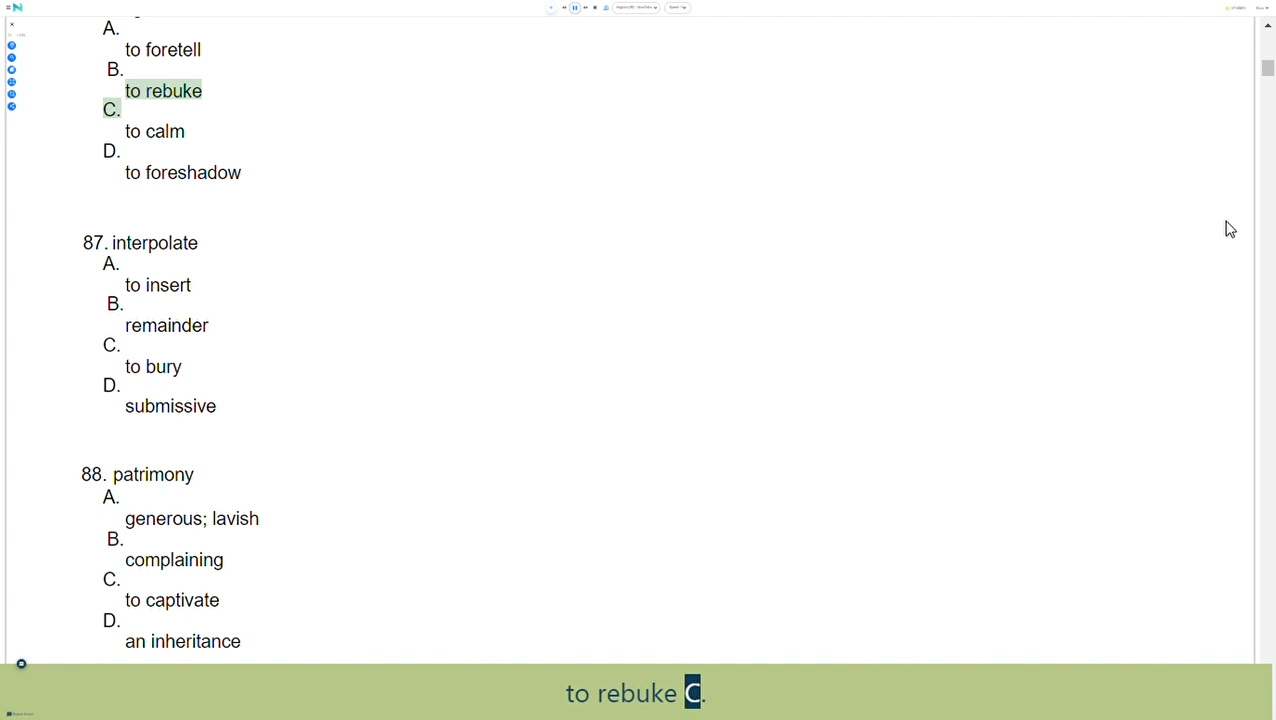 A.
to foretell
B.
to rebuke
C.
to calm
D.
to foreshadow
87. interpolate
A.
to insert
B.
remainder
C.
to bury
D.
submissive
88. patrimony
A.
generous; lavish
B.
complaining
C.
to captivate
D.
an inheritance
to rebuke C.